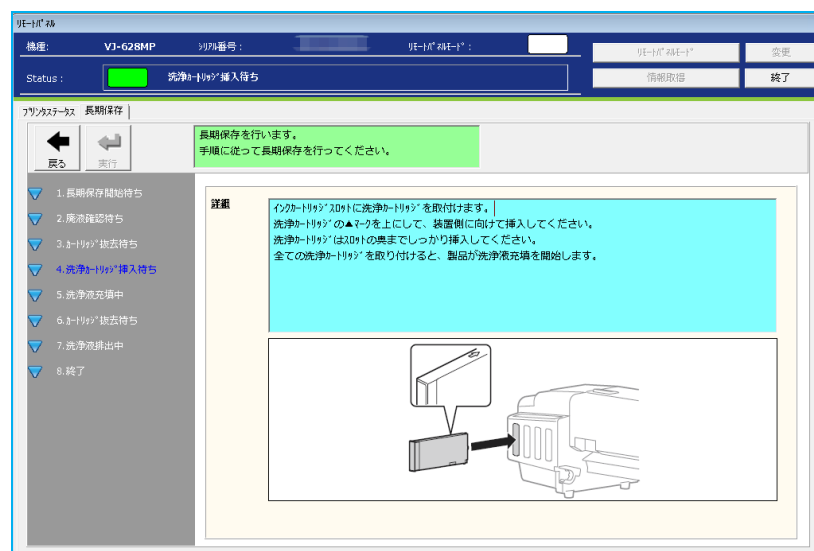 ﾘﾓｰﾄﾊﾟﾈﾙ
機種:
VJ-628MP
ｼﾘｱﾙ番号：
ﾘﾓｰﾄﾊﾟﾈﾙﾓｰﾄﾞ：
ﾘﾓｰﾄﾊﾟﾈﾙﾓｰﾄﾞ
変更
Status：
洗浄ｶｰﾄﾘｯｼﾞ挿入待ち
情報取得
終了
ﾌﾟﾘﾝﾀｽﾃｰﾀｽ
長期保存
戻る
実行
長期保存を行います。
手順に従って長期保存を行ってください。
1.長期保存開始待ち
2.廃液確認待ち
3.ｶｰﾄﾘｯｼﾞ抜去待ち
4.洗浄ｶｰﾄﾘｯｼﾞ挿入待ち
5.洗浄液充填中
6.ｶｰﾄﾘｯｼﾞ抜去待ち
7.洗浄液排出中
8.終了
詳細
ｲﾝｸｶｰﾄﾘｯｼﾞｽﾛｯﾄに洗浄ｶｰﾄﾘｯｼﾞを取付けます。
洗浄ｶｰﾄﾘｯｼﾞの▲ﾏｰｸを上にして、装置側に向けて挿入してください。
洗浄ｶｰﾄﾘｯｼﾞはｽﾛｯﾄの奥までしっかり挿入してください。
全ての洗浄ｶｰﾄﾘｯｼﾞを取り付けると、製品が洗浄液充填を開始します。